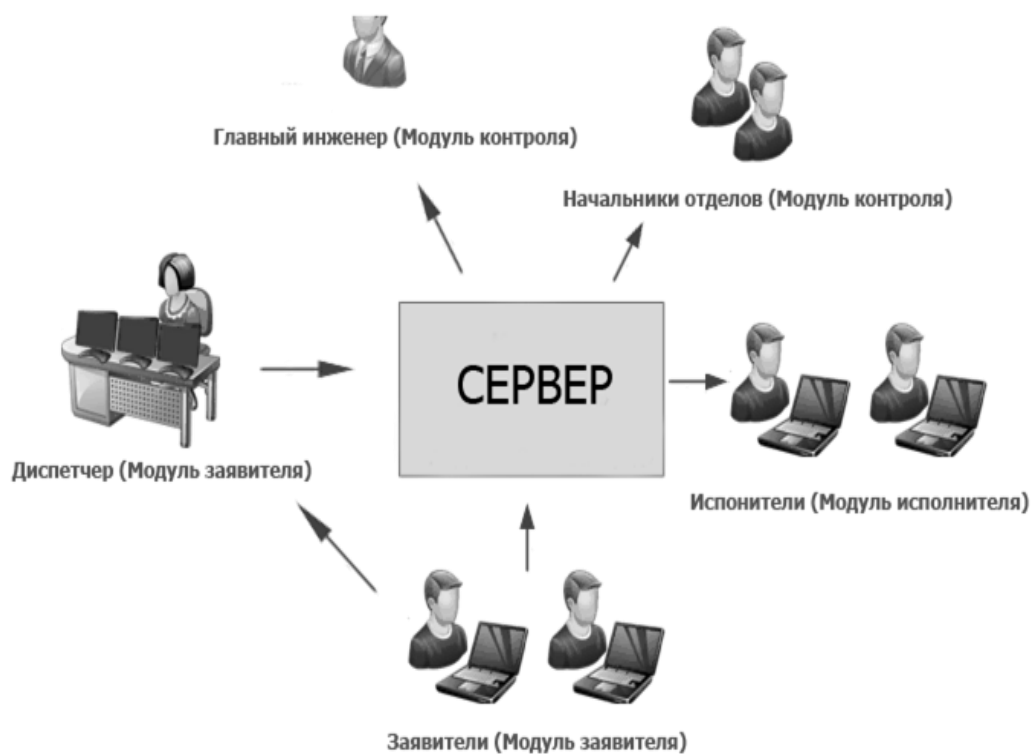 Главный инженер (Модуль контроля)
Начальники отделов (Модуль контроля)
СЕРВЕР
Диспетчер (Модуль заявителя)
Испонители (Модуль исполнителя)
Заявители (Модуль заявителя)